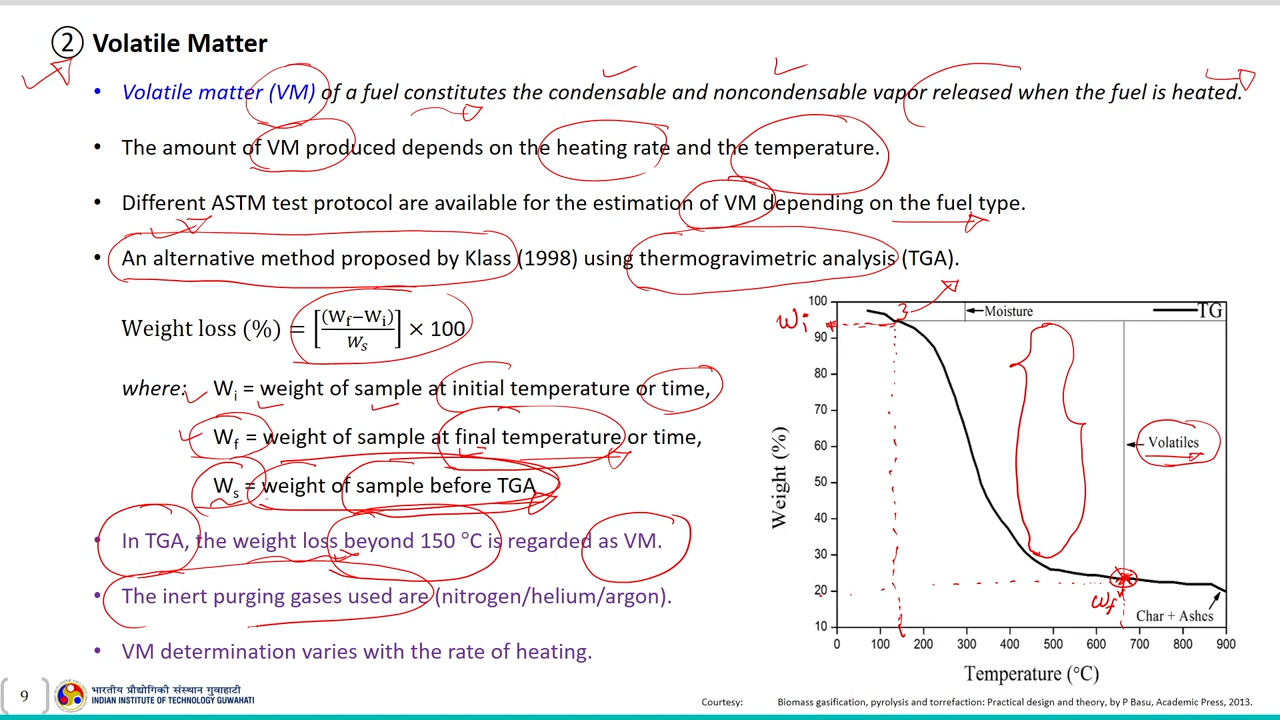 ② Volatile Matter
• Volatile matter (VM) of a fuel constitutes the condensable and noncondensable vapor released when the fuel is heated.
• The amount of VM produced depends on the heating rate and the temperature.
• Different ASTM test protocol are available for the estimation of VM depending on the fuel type.
• An alternative method proposed by Klass (1998) using thermogravimetric analysis (TGA).
Weight loss (%) = [(W_f−W_i)/W_s] × 100
where: W_i = weight of sample at initial temperature or time,
W_f = weight of sample at final temperature or time,
W_s = weight of sample before TGA
• In TGA, the weight loss beyond 150 °C is regarded as VM.
• The inert purging gases used are (nitrogen/helium/argon).
• VM determination varies with the rate of heating.
Weight (%)
100
90
80
70
60
50
40
30
20
10
Moisture
TG
Wi
Volatiles
Wf
Char + Ashes
0 100 200 300 400 500 600 700 800 900
Temperature (°C)
9
भारतीय प्रौद्योगिकी संस्थान गुवाहाटी
INDIAN INSTITUTE OF TECHNOLOGY GUWAHATI
Courtesy: Biomass gasification, pyrolysis and torrefaction: Practical design and theory, by P Basu, Academic Press, 2013.